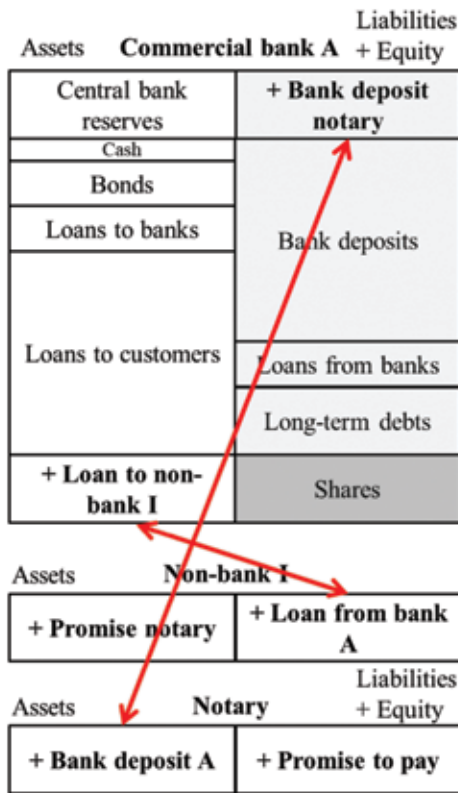 Liabilities
Assets Commercial bank A + Equity
Central bank
reserves
+ Bank deposit
notary
Cash
Bonds
Loans to banks
Bank deposits
Loans to customers
Loans from banks
Long-term debts
+ Loan to non-
bank I
Shares
Assets Non-bank I
+ Promise notary
+ Loan from bank
A
Liabilities
Assets Notary + Equity
+ Bank deposit A
+ Promise to pay